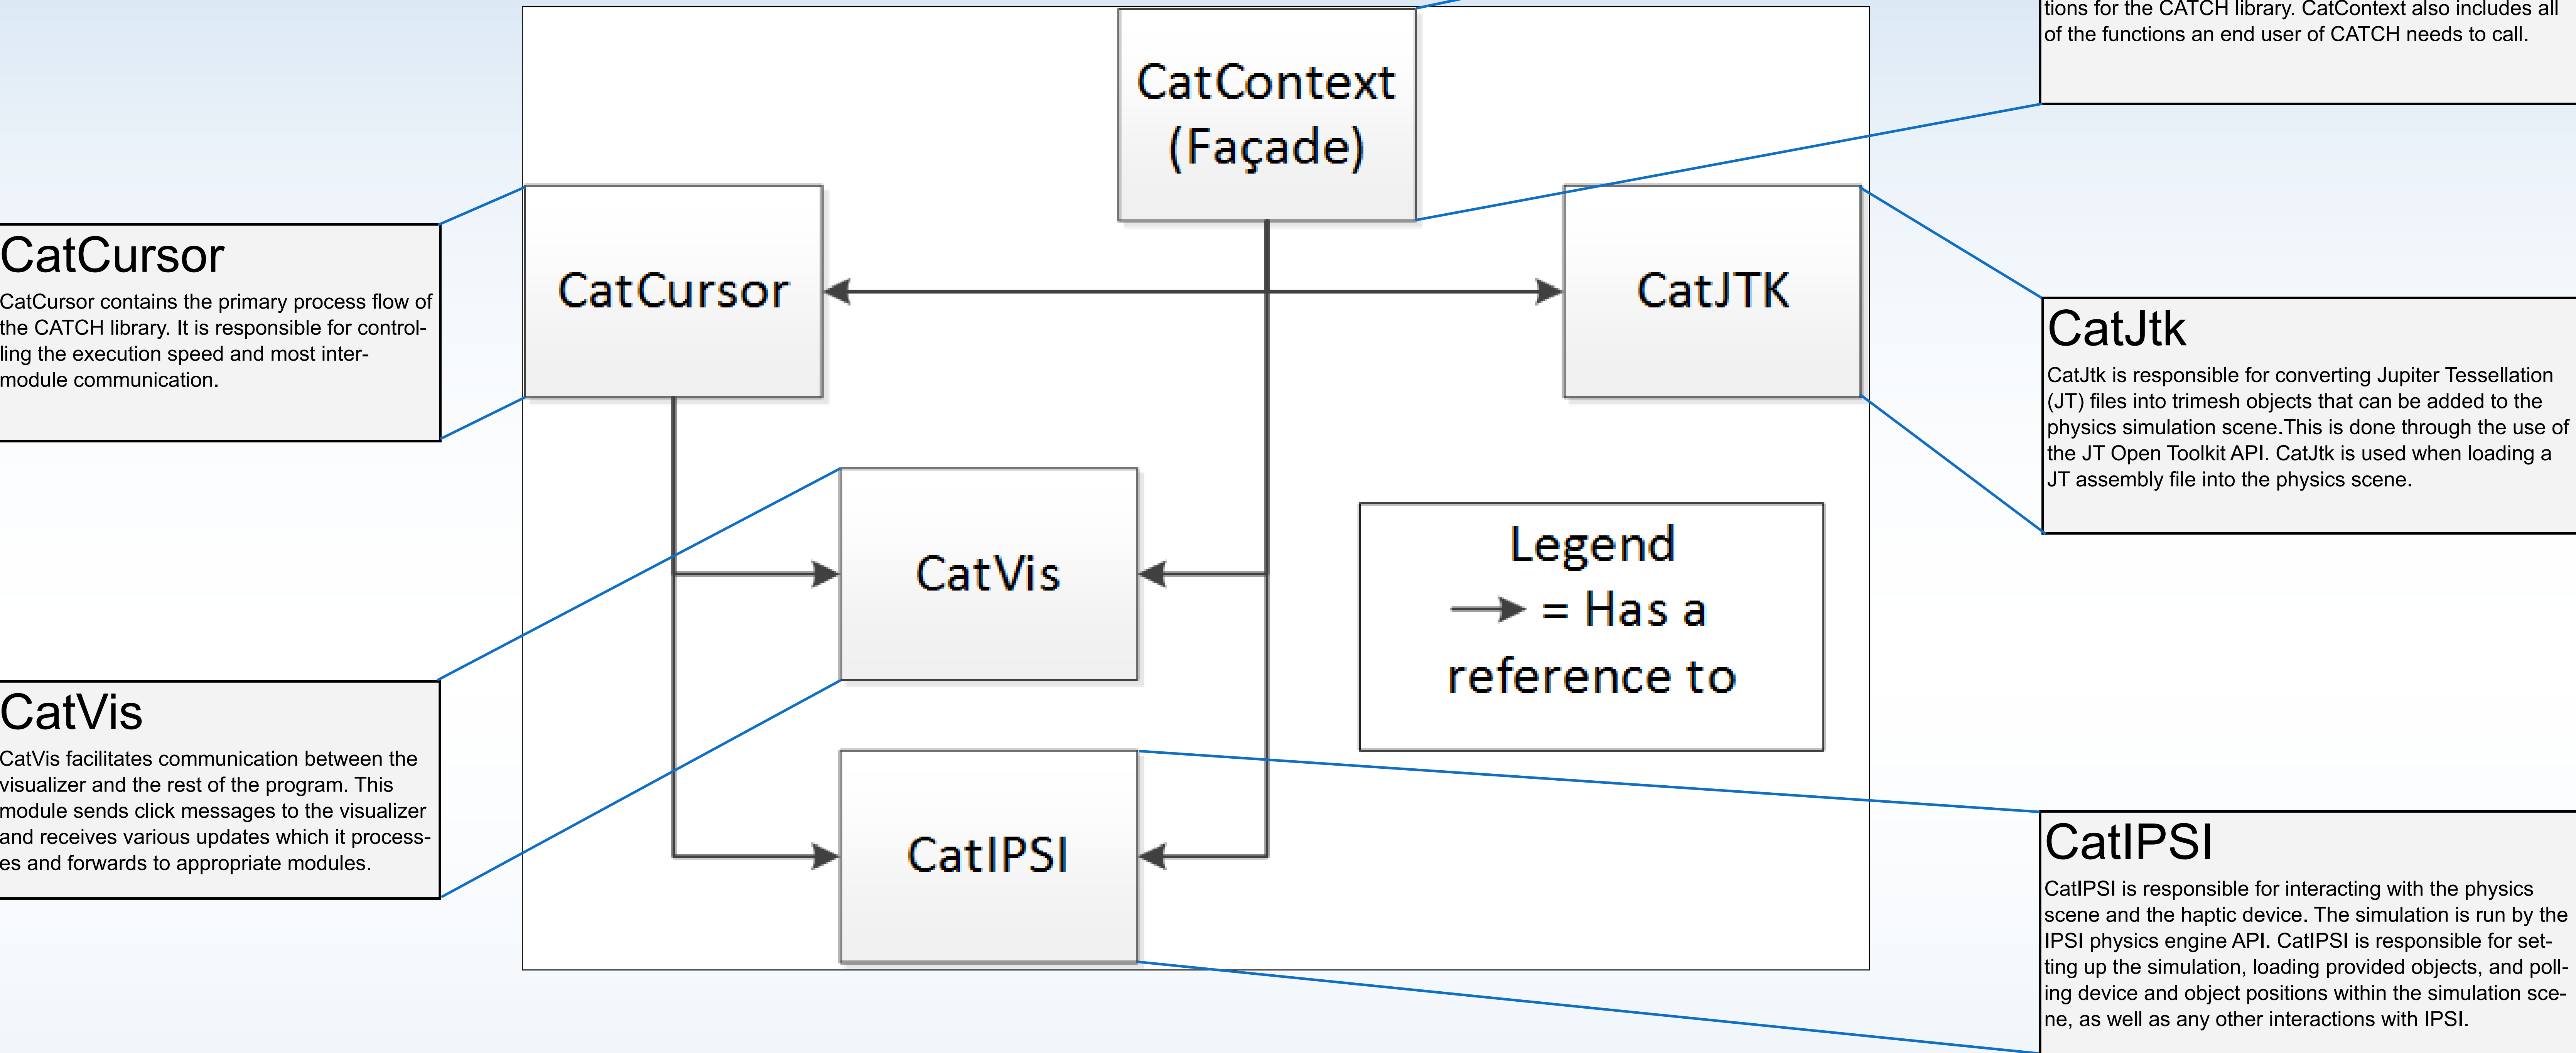 tions for the CATCH library. CatContext also includes all
of the functions an end user of CATCH needs to call.
CatContext
(Façade)
CatCursor
CatCursor contains the primary process flow of
the CATCH library. It is responsible for control-
ling the execution speed and most inter-
module communication.
CatCursor
CatJTK
CatJtk
CatJtk is responsible for converting Jupiter Tessellation
(JT) files into trimesh objects that can be added to the
physics simulation scene.This is done through the use of
the JT Open Toolkit API. CatJtk is used when loading a
JT assembly file into the physics scene.
CatVis
Legend
= Has a
reference to
CatVis
CatVis facilitates communication between the
visualizer and the rest of the program. This
module sends click messages to the visualizer
and receives various updates which it process-
es and forwards to appropriate modules.
CatIPSI
CatIPSI
CatIPSI is responsible for interacting with the physics
scene and the haptic device. The simulation is run by the
IPSI physics engine API. CatIPSI is responsible for set-
ting up the simulation, loading provided objects, and poll-
ing device and object positions within the simulation sce-
ne, as well as any other interactions with IPSI.